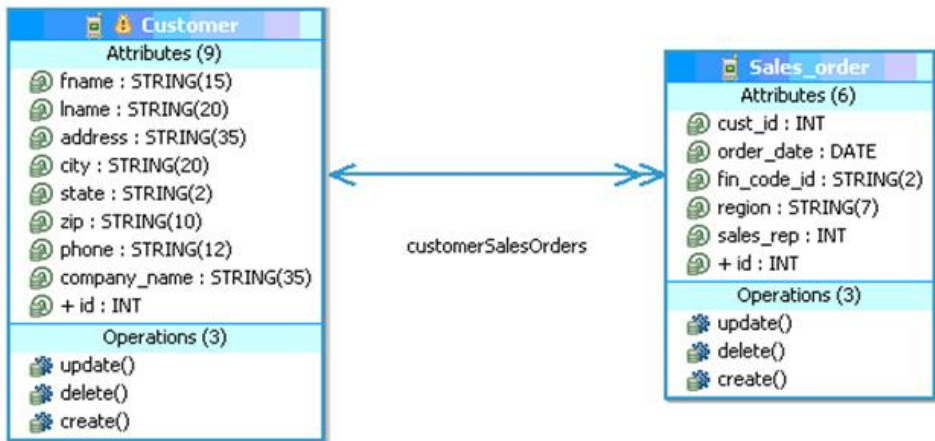 Customer
Attributes (9)
fname : STRING(15)
lname : STRING(20)
address : STRING(35)
city : STRING(20)
state : STRING(2)
zip : STRING(10)
phone : STRING(12)
company_name : STRING(35)
+ id : INT
Operations (3)
update()
delete()
create()
customerSalesOrders
Sales_order
Attributes (6)
cust_id : INT
order_date : DATE
fin_code_id : STRING(2)
region : STRING(7)
sales_rep : INT
+ id : INT
Operations (3)
update()
delete()
create()